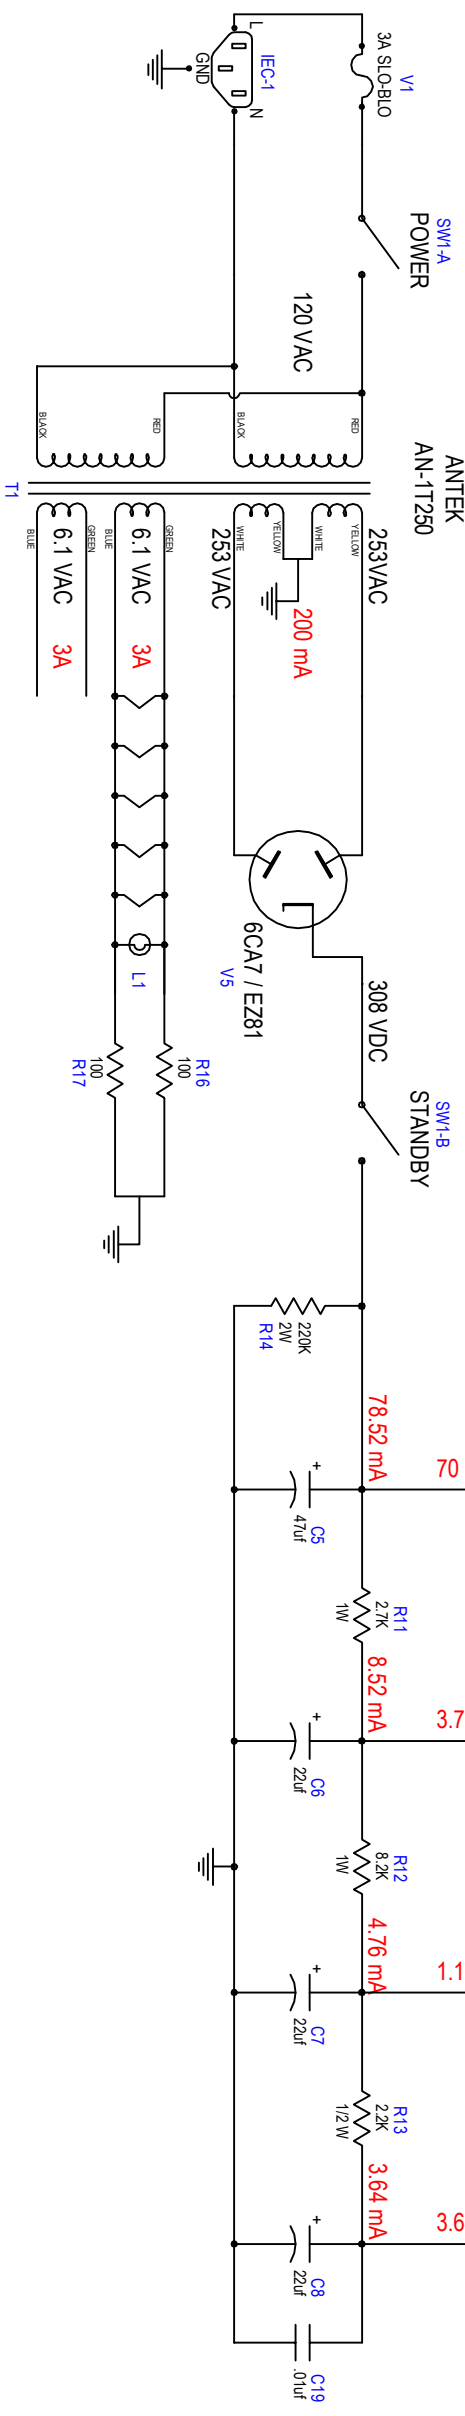 V1
3A SLO-BLO
IEC-1
L
N
GND
SW1-A
POWER
120 VAC
ANTEK
AN-1T250
RED
BLACK
RED
BLACK
T1
YELLOW
WHITE
YELLOW
WHITE
253VAC
253 VAC
200 mA
GREEN
BLUE
6.1 VAC
3A
GREEN
BLUE
6.1 VAC
3A
6CA7 / EZ81
V5
L1
308 VDC
R16
100
R17
100
SW1-B
STANDBY
220K
2W
R14
78.52 mA
70
+
C5
47uf
R11
2.7K
1W
8.52 mA
3.7
+
C6
22uf
R12
8.2K
1W
4.76 mA
1.1
+
C7
22uf
R13
2.2K
1/2 W
3.64 mA
3.6
+
C8
22uf
C19
.01uf